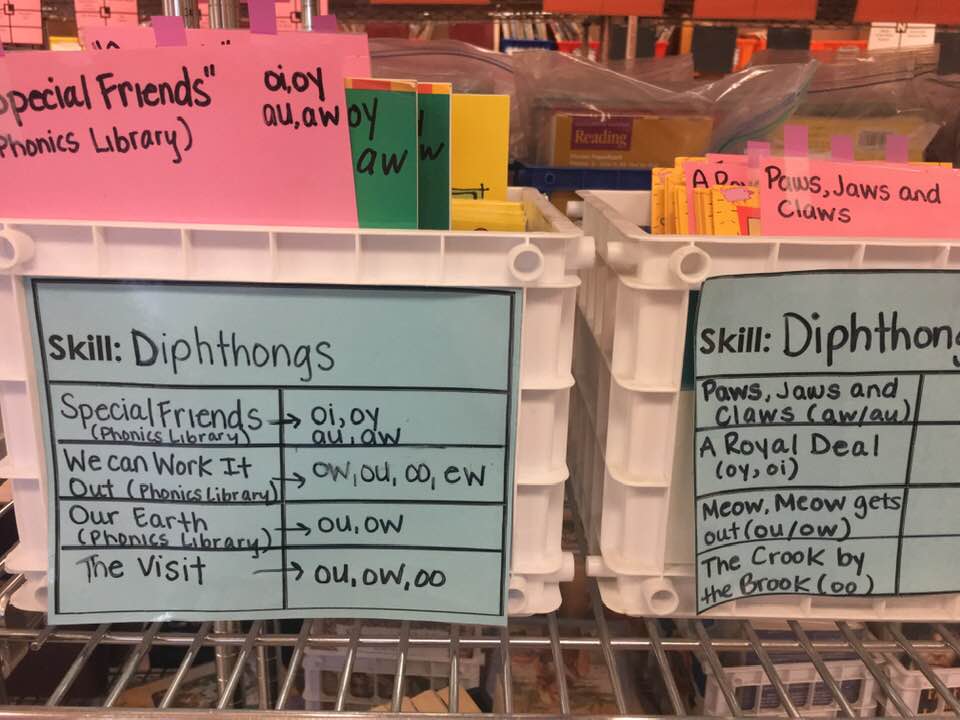 Special Friends" oi,oy
(Phonics Library) au,aw
oy
aw
w
Reading
A Ro
Paws, Jaws and
Claws
Skill: Diphthongs
Special Friends → oi, oy
(Phonics Library) au, aw
We can Work It → ow, ou, oo, ew
Out (Phonics Library)
Our Earth → ou, ow
(Phonics Library)
The Visit → ou, ow, oo
Skill: Diphthong
Paws, Jaws and
Claws (aw/au)
A Royal Deal
(oy, oi)
Meow, Meow gets
out (ou/ow)
The Crook by
the Brook (oo)